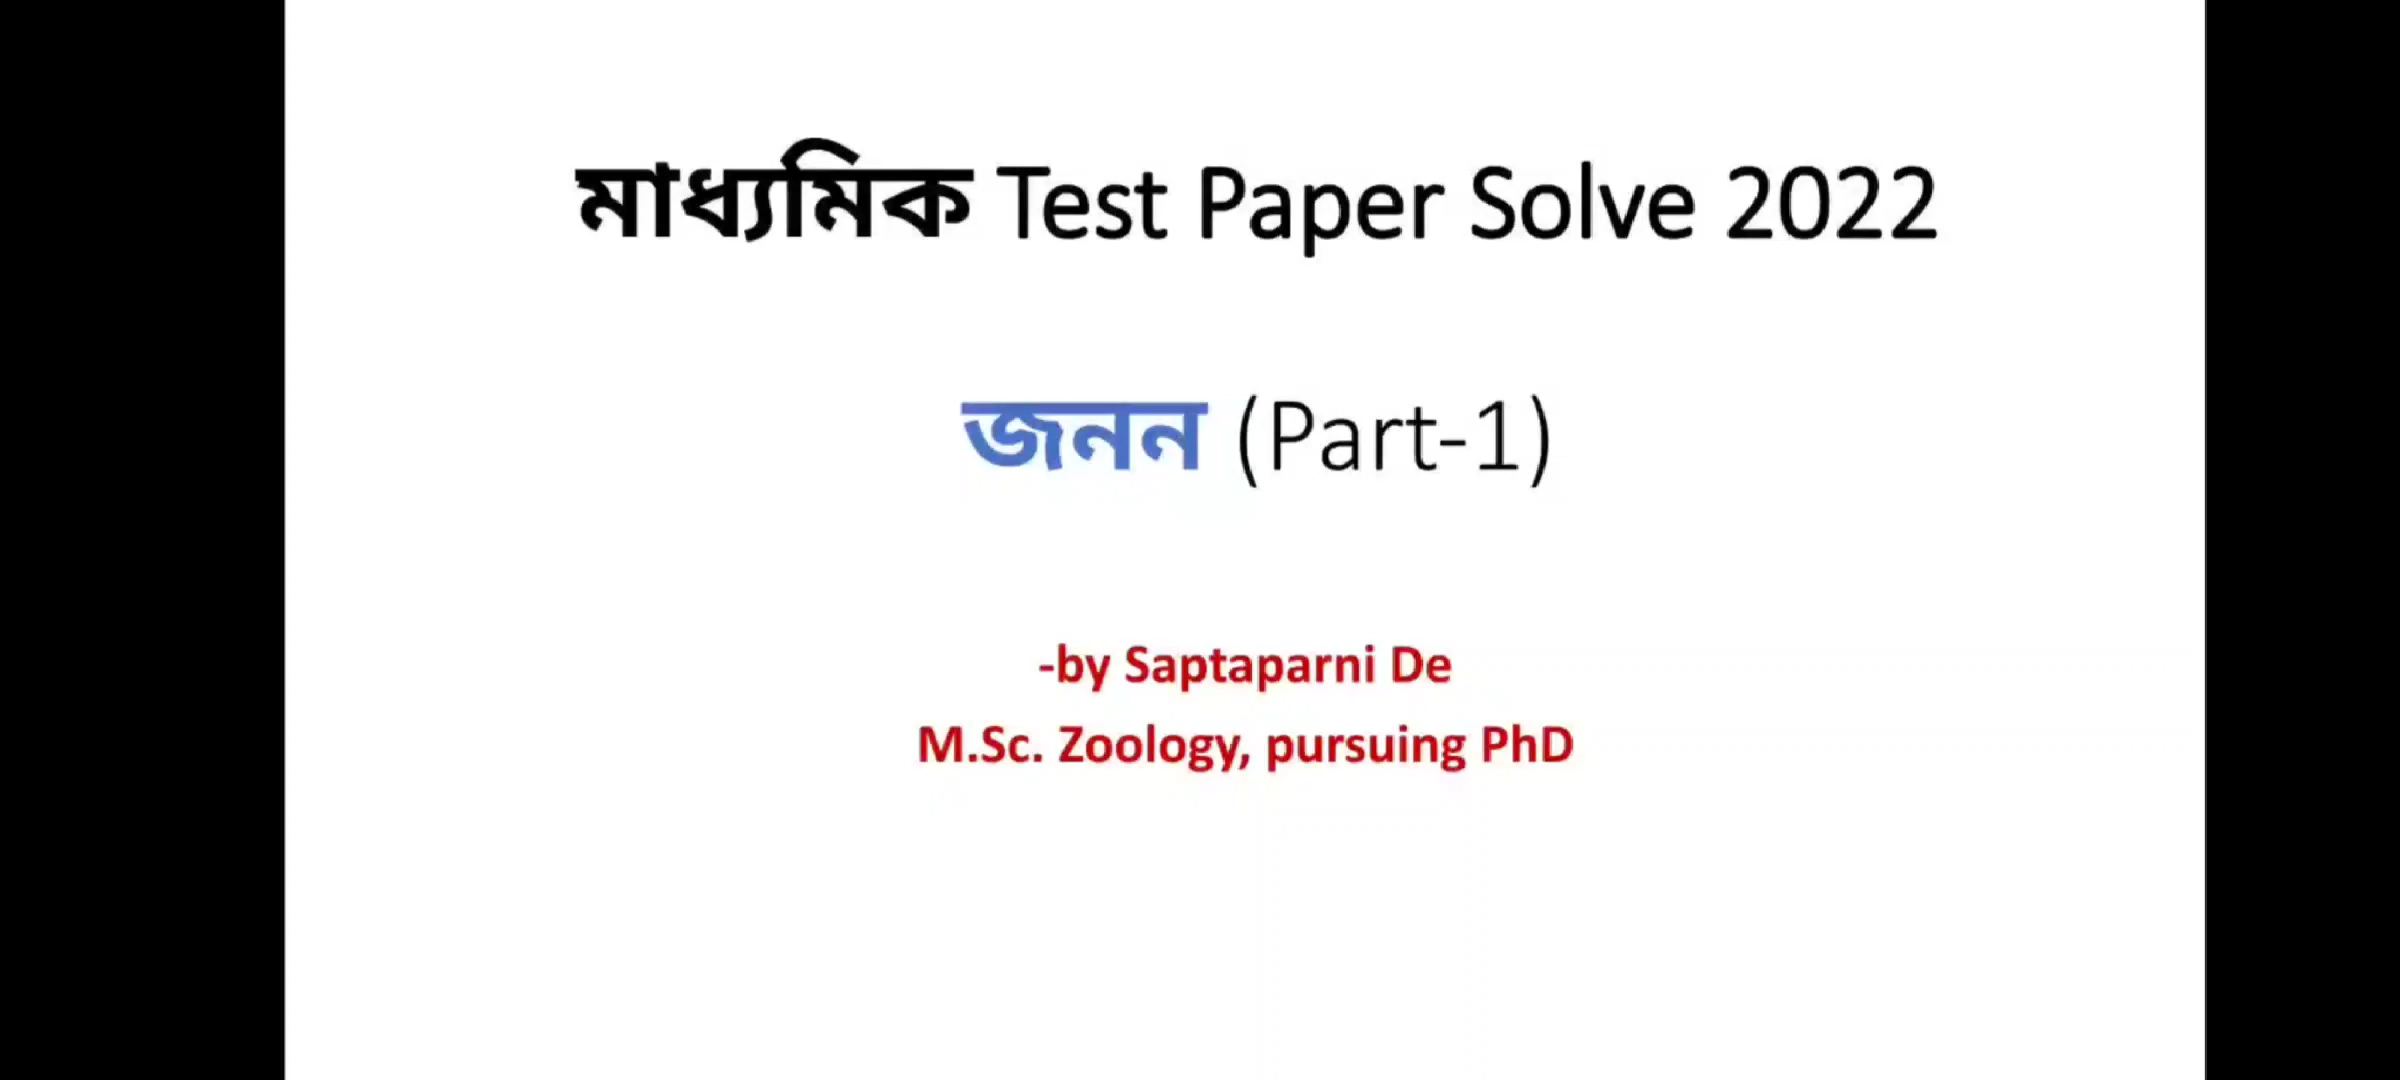 মাধ্যমিক Test Paper Solve 2022
জনন (Part-1)
-by Saptaparni De
M.Sc. Zoology, pursuing PhD